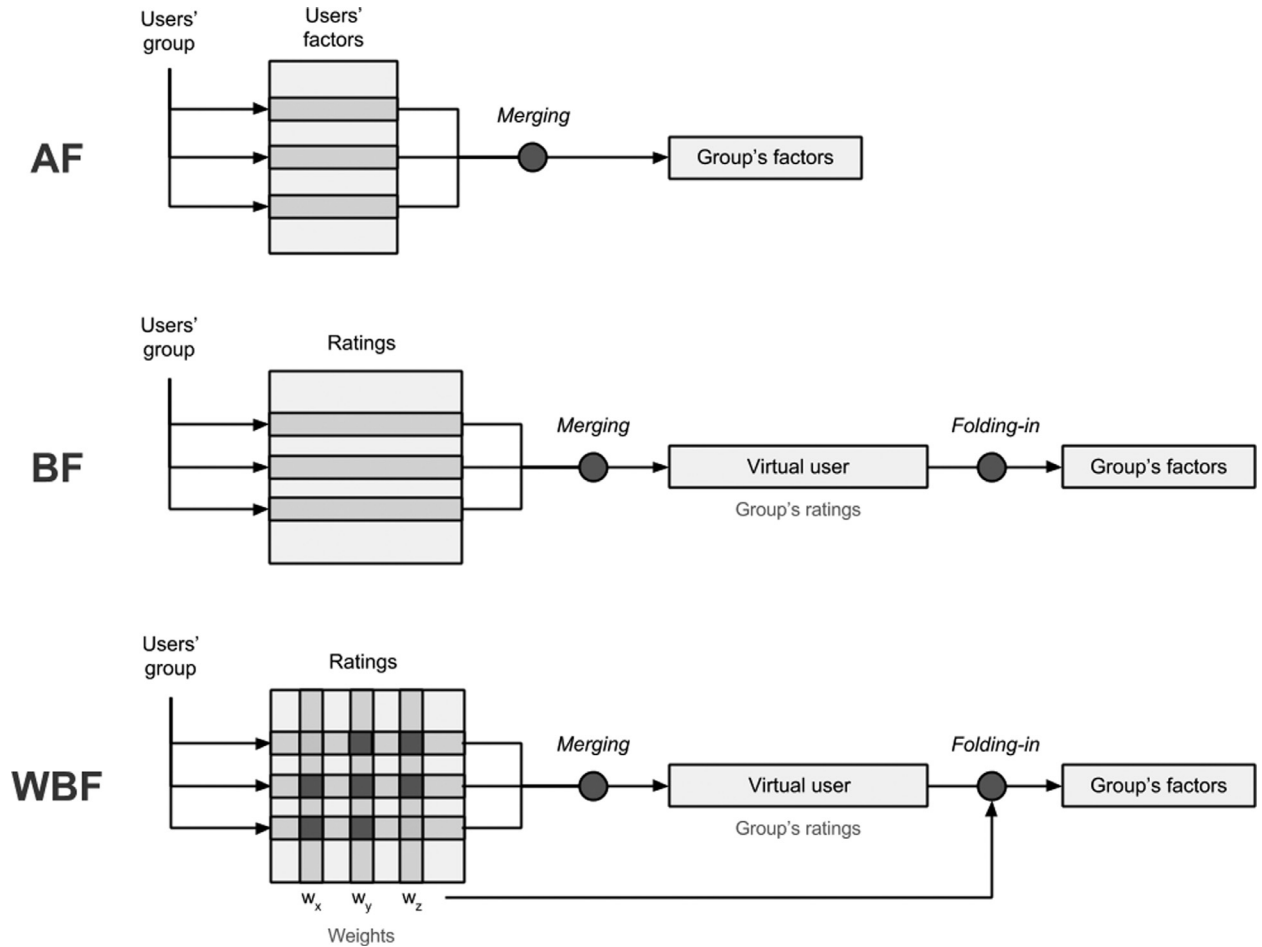 Users'
group
Users'
factors
AF
Merging
Group's factors
Users'
group
Ratings
BF
Merging
Virtual user
Group's ratings
Folding-in
Group's factors
Users'
group
Ratings
WBF
Merging
Virtual user
Group's ratings
Folding-in
Group's factors
wx wy wz
Weights